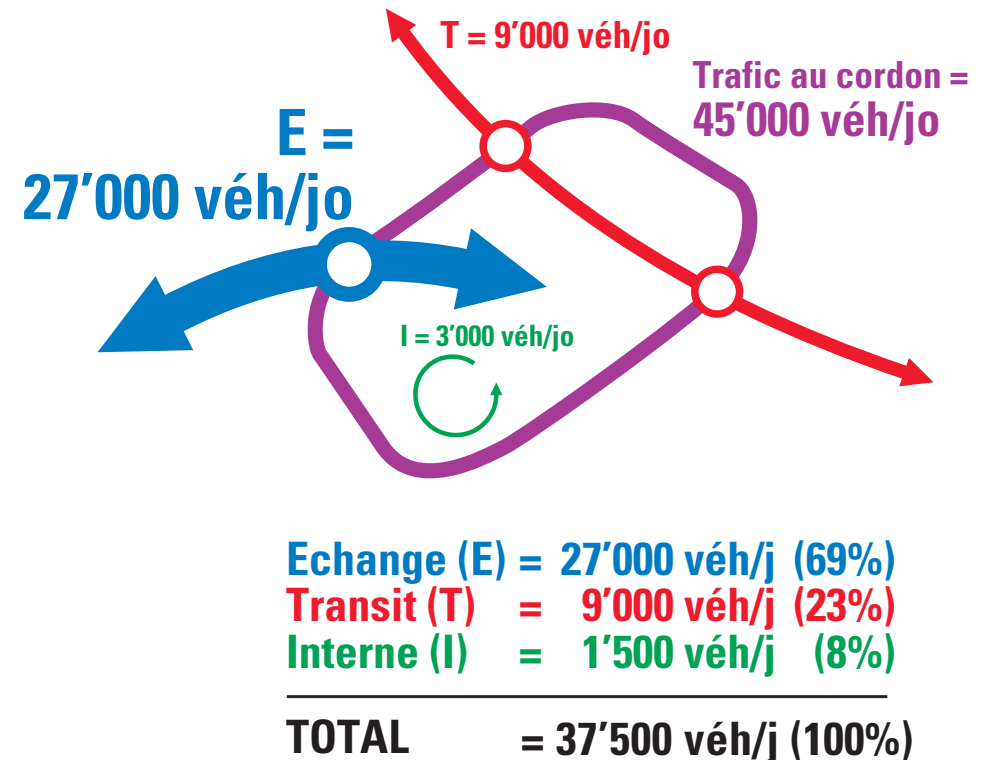 T = 9’000 véh/jo
Trafic au cordon =
45’000 véh/jo
E =
27’000 véh/jo
I = 3’000 véh/jo
Echange (E) = 27’000 véh/j (69%)
Transit (T) = 9’000 véh/j (23%)
Interne (I) = 1’500 véh/j (8%)
TOTAL = 37’500 véh/j (100%)